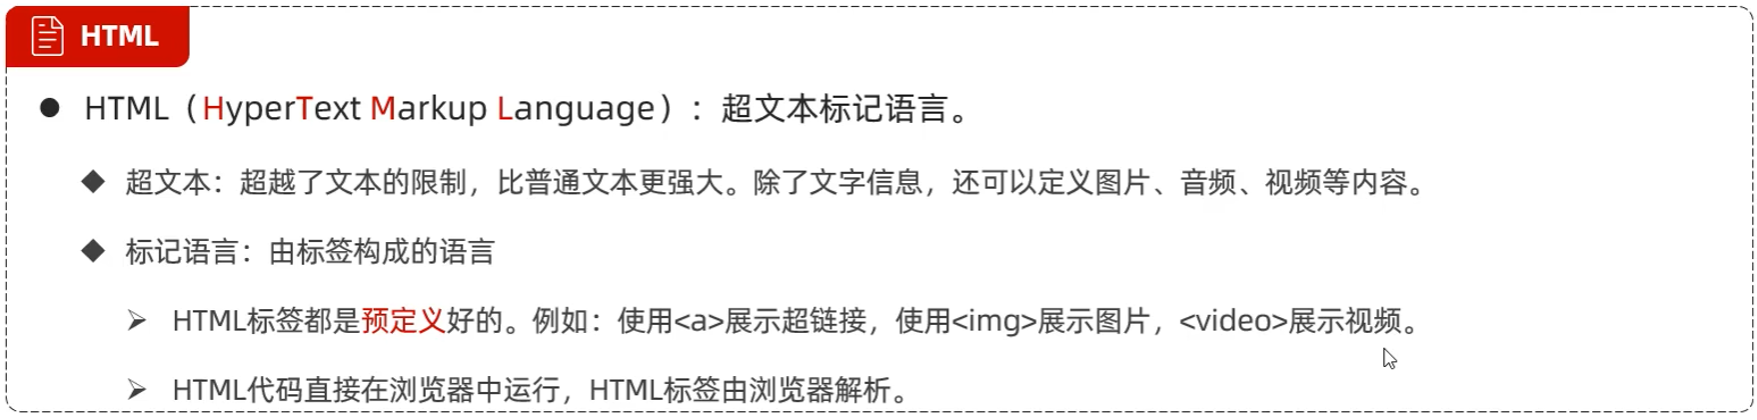 HTML
HTML（HyperText Markup Language）：超文本标记语言。
超文本：超越了文本的限制，比普通文本更强大。除了文字信息，还可以定义图片、音频、视频等内容。
标记语言：由标签构成的语言
HTML标签都是预定义好的。例如：使用<a>展示超链接，使用<img>展示图片，<video>展示视频。
HTML代码直接在浏览器中运行，HTML标签由浏览器解析。